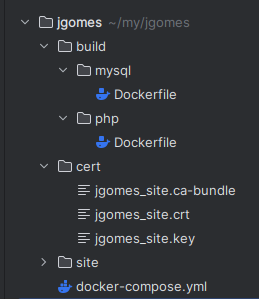 jgomes ~/my/jgomes
build
mysql
Dockerfile
php
Dockerfile
cert
jgomes_site.ca-bundle
jgomes_site.crt
jgomes_site.key
site
docker-compose.yml